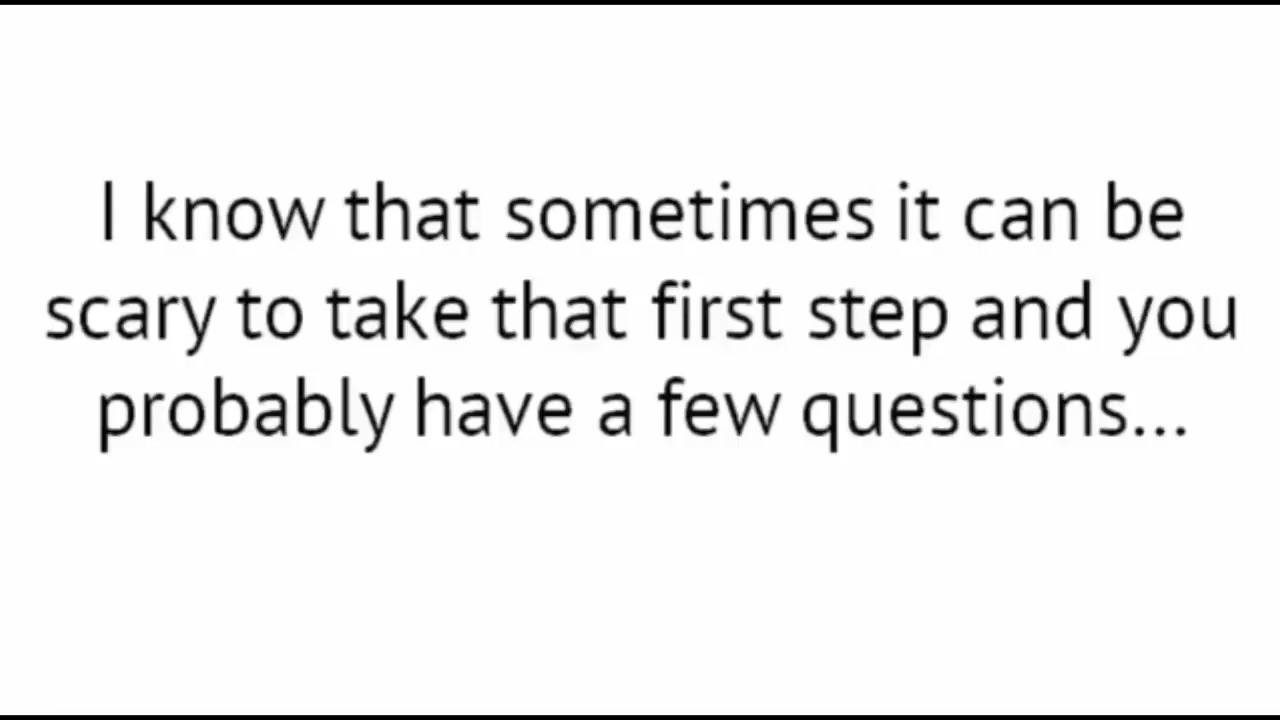 I know that sometimes it can be
scary to take that first step and you
probably have a few questions...